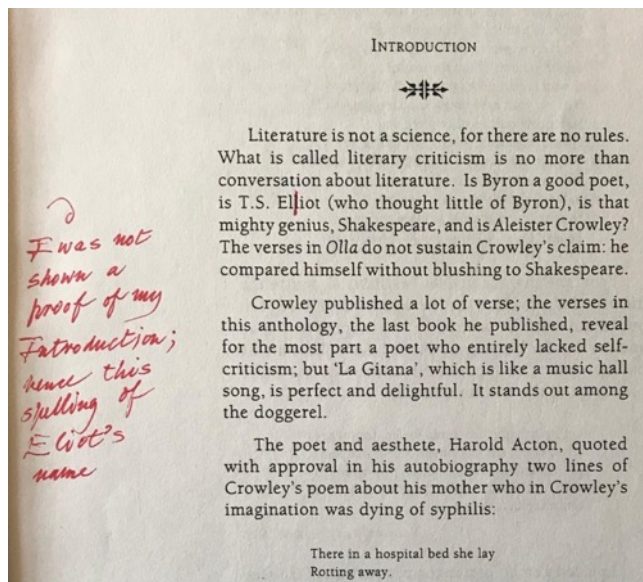 INTRODUCTION
Literature is not a science, for there are no rules.
What is called literary criticism is no more than
conversation about literature. Is Byron a good poet,
is T.S. Elliot (who thought little of Byron), is that
mighty genius, Shakespeare, and is Aleister Crowley?
The verses in Olla do not sustain Crowley's claim: he
compared himself without blushing to Shakespeare.
Crowley published a lot of verse; the verses in
this anthology, the last book he published, reveal
for the most part a poet who entirely lacked self-
criticism; but 'La Gitana', which is like a music hall
song, is perfect and delightful. It stands out among
the doggerel.
The poet and aesthete, Harold Acton, quoted
with approval in his autobiography two lines of
Crowley's poem about his mother who in Crowley's
imagination was dying of syphilis:
There in a hospital bed she lay
Rotting away.
I was not
shown a
proof of my
Introduction;
hence this
spelling of
Eliot's
name